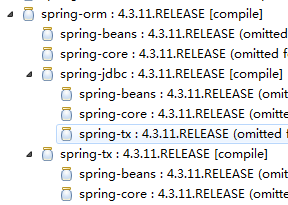 spring-orm : 4.3.11.RELEASE [compile]
spring-beans : 4.3.11.RELEASE (omitted
spring-core : 4.3.11.RELEASE (omitted f
spring-jdbc : 4.3.11.RELEASE [compile]
spring-beans : 4.3.11.RELEASE (omit
spring-core : 4.3.11.RELEASE (omitt
spring-tx : 4.3.11.RELEASE (omitted f
spring-tx : 4.3.11.RELEASE [compile]
spring-beans : 4.3.11.RELEASE (omit
spring-core : 4.3.11.RELEASE (omitt